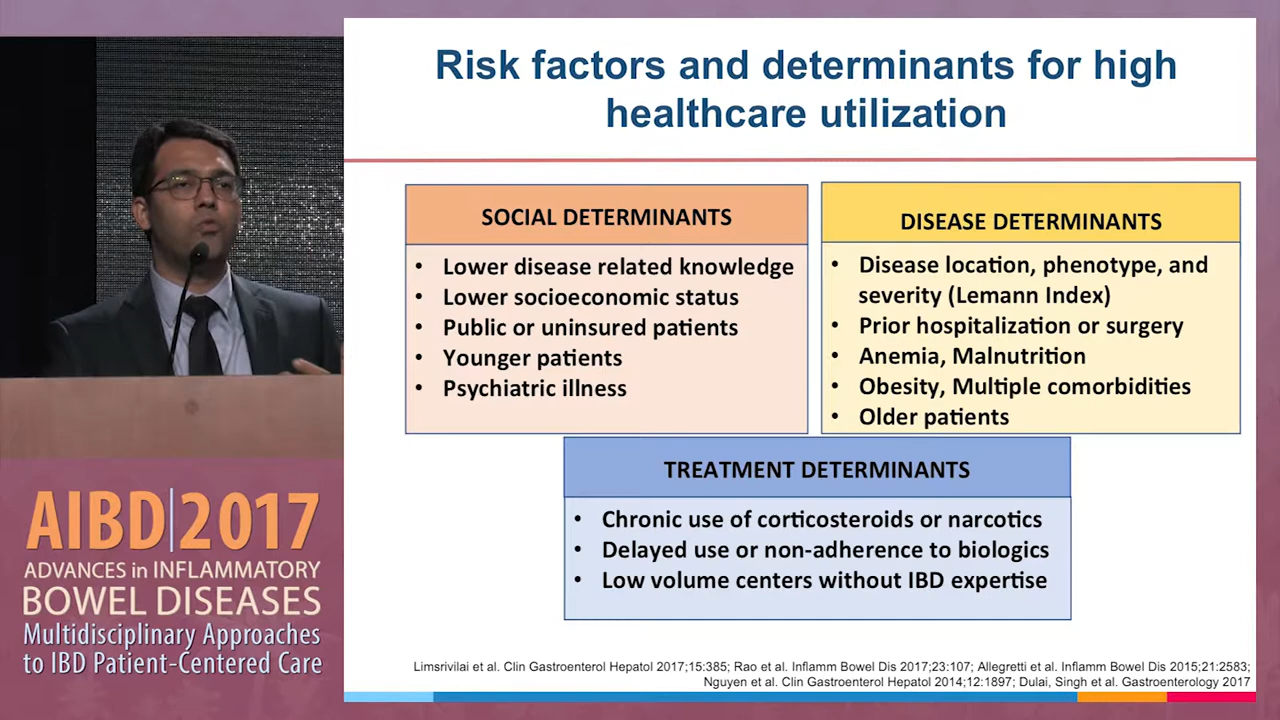 Risk factors and determinants for high
healthcare utilization
SOCIAL DETERMINANTS
• Lower disease related knowledge
• Lower socioeconomic status
• Public or uninsured patients
• Younger patients
• Psychiatric illness
DISEASE DETERMINANTS
• Disease location, phenotype, and
severity (Lemann Index)
• Prior hospitalization or surgery
• Anemia, Malnutrition
• Obesity, Multiple comorbidities
• Older patients
TREATMENT DETERMINANTS
• Chronic use of corticosteroids or narcotics
• Delayed use or non-adherence to biologics
• Low volume centers without IBD expertise
Limsrivilai et al. Clin Gastroenterol Hepatol 2017;15:385; Rao et al. Inflamm Bowel Dis 2017;23:107; Allegretti et al. Inflamm Bowel Dis 2015;21:2583;
Nguyen et al. Clin Gastroenterol Hepatol 2014;12:1897; Dulai, Singh et al. Gastroenterology 2017
AIBD|2017
ADVANCES in INFLAMMATORY
BOWEL DISEASES
Multidisciplinary Approaches
to IBD Patient-Centered Care